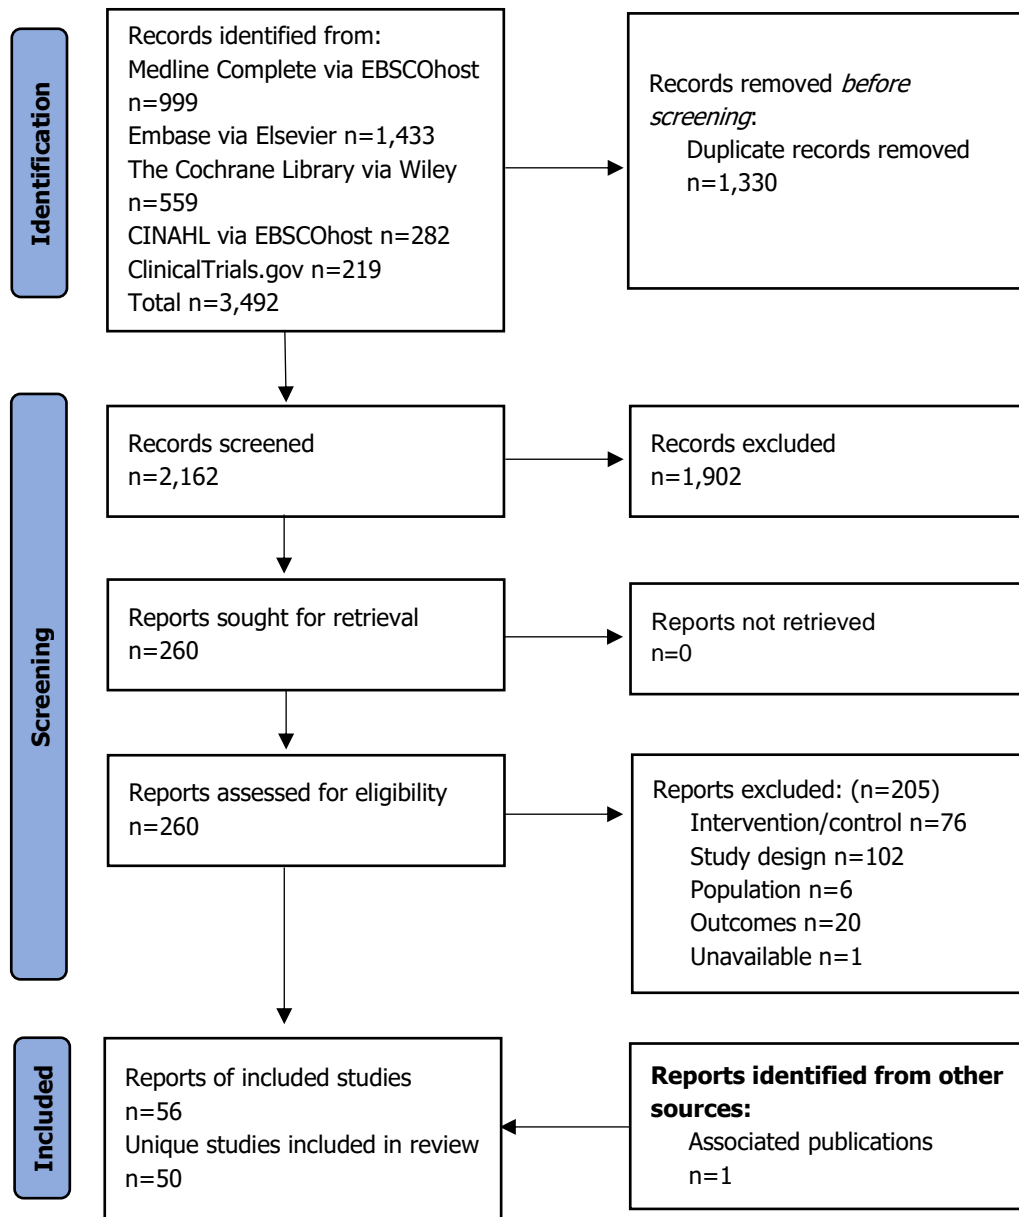 Identification
Records identified from:
Medline Complete via EBSCOhost
n=999
Embase via Elsevier n=1,433
The Cochrane Library via Wiley
n=559
CINAHL via EBSCOhost n=282
ClinicalTrials.gov n=219
Total n=3,492
Records removed before
screening:
Duplicate records removed
n=1,330
Screening
Records screened
n=2,162
Records excluded
n=1,902
Reports sought for retrieval
n=260
Reports not retrieved
n=0
Reports assessed for eligibility
n=260
Reports excluded: (n=205)
Intervention/control n=76
Study design n=102
Population n=6
Outcomes n=20
Unavailable n=1
Included
Reports of included studies
n=56
Unique studies included in review
n=50
Reports identified from other
sources:
Associated publications
n=1